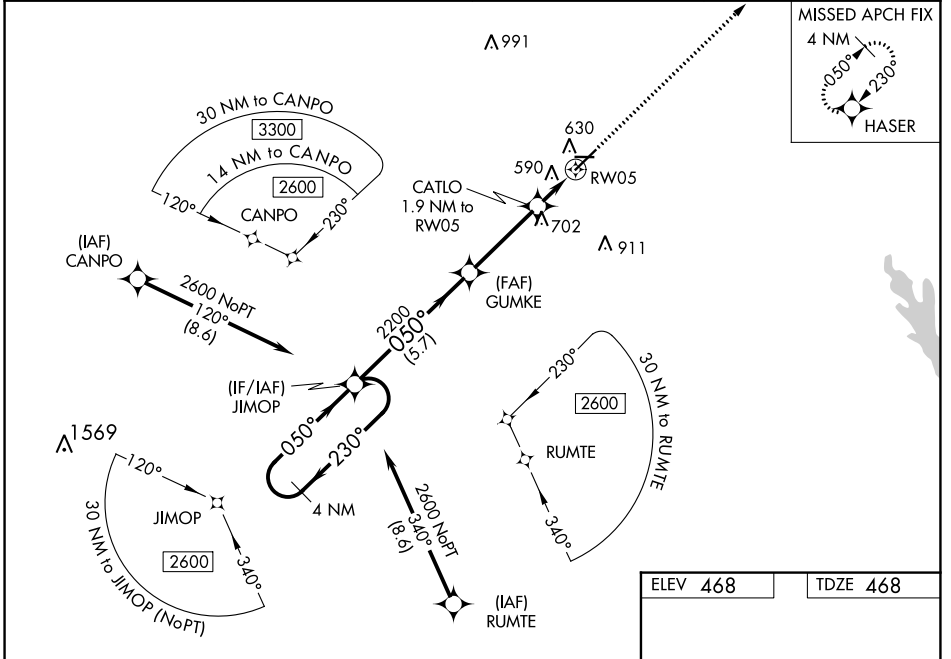 MISSED APCH FIX
4 NM
050°
230°
HASER
991
30 NM to CANPO
3300
14 NM to CANPO
2600
120°
CANPO
230°
630
590
RW05
CATLO
1.9 NM to
RW05
702
911
(IAF)
CANPO
2600 NoPT
120°
(8.6)
(FAF)
GUMKE
2200
050°
(5.7)
(IF/IAF)
JIMOP
050°
230°
4 NM
230°
2600
30 NM to RUMTE
RUMTE
340°
1569
120°
JIMOP
2600
340°
30 NM to JIMOP (NoPT)
2600 NoPT
340°
(8.6)
(IAF)
RUMTE
ELEV 468
TDZE 468